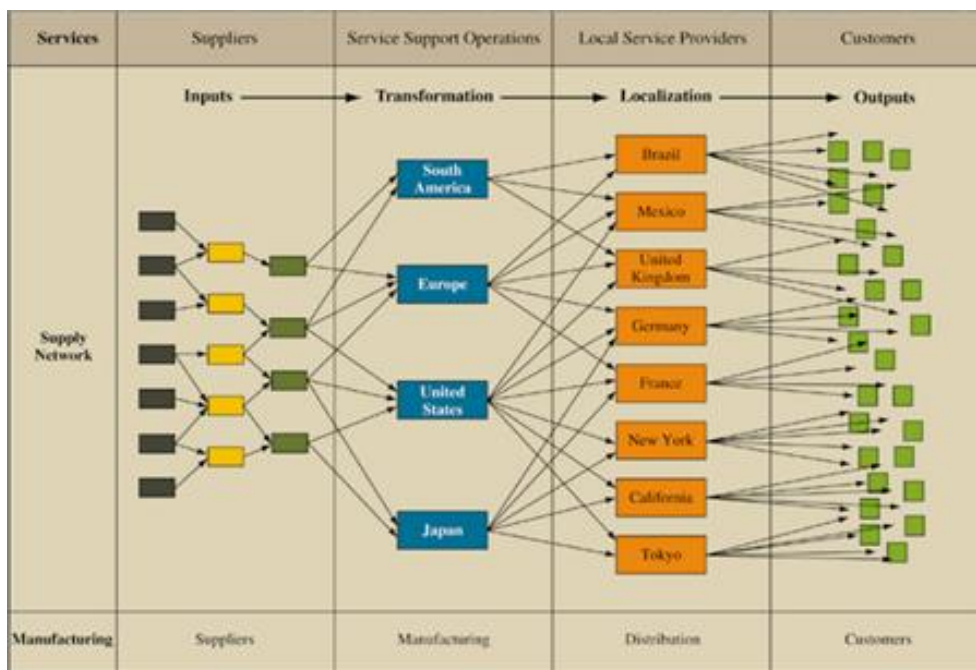 Services
Suppliers
Service Support Operations
Local Service Providers
Customers
Inputs
Transformation
Localization
Outputs
South
America
Europe
United
States
Japan
Brazil
Mexico
United
Kingdom
Germany
France
New York
California
Tokyo
Supply
Network
Manufacturing
Suppliers
Manufacturing
Distribution
Customers